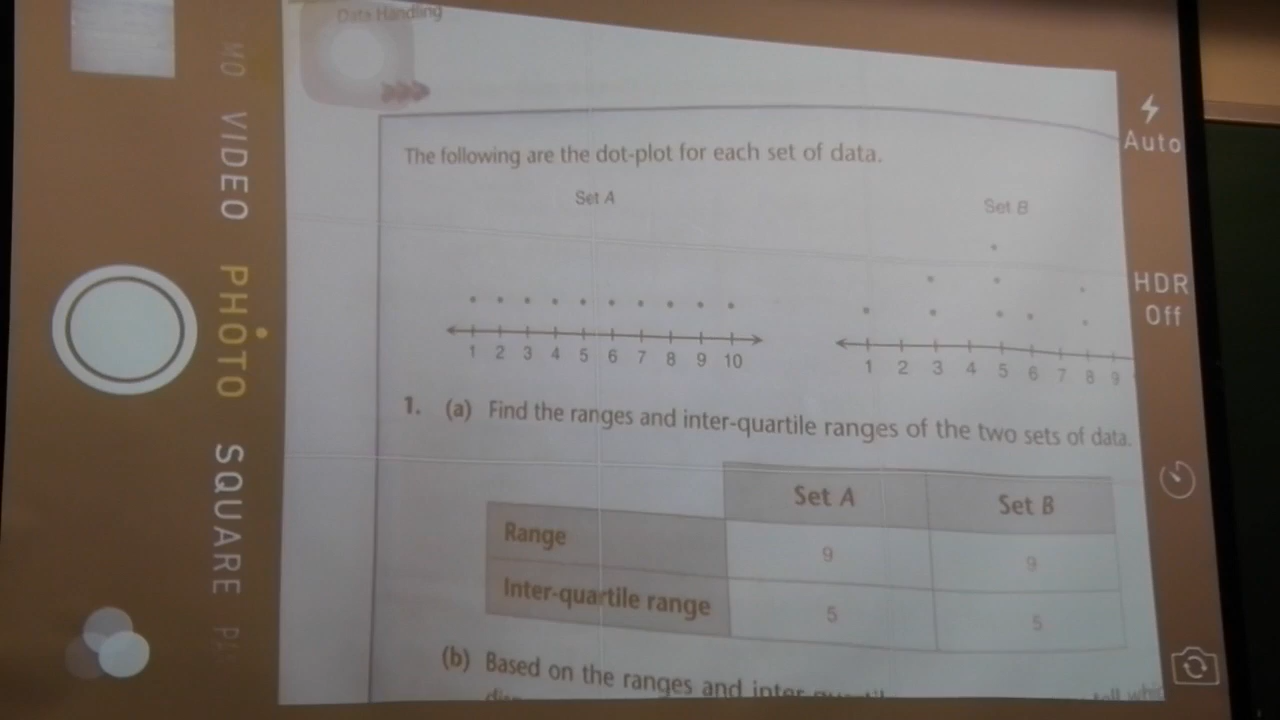 Data Handling
The following are the dot-plot for each set of data.
Set A
Set B
1 2 3 4 5 6 7 8 9 10
1 2 3 4 5 6 7 8 9
1. (a) Find the ranges and inter-quartile ranges of the two sets of data.
Set A Set B
Range 9 9
Inter-quartile range 5 5
(b) Based on the ranges and inter
VIDEO
PHOTO
SQUARE
Auto
HDR
Off